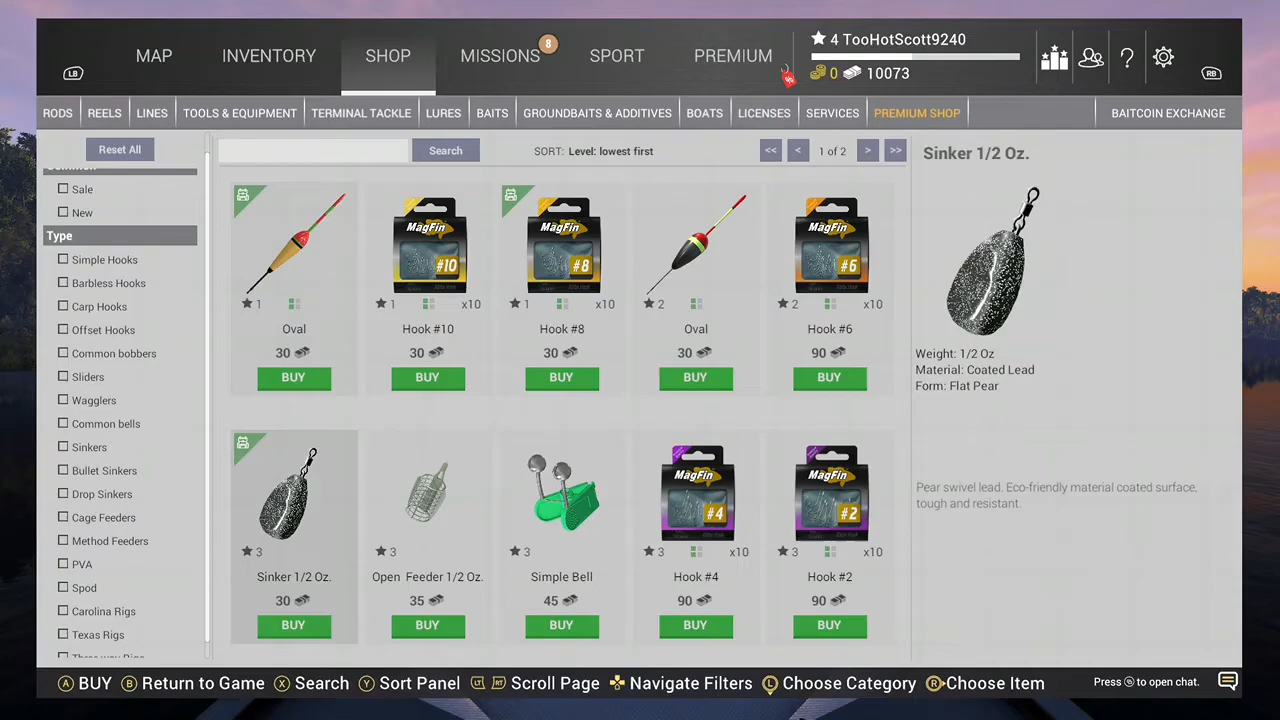 MAP INVENTORY SHOP MISSIONS 8 SPORT PREMIUM
4 TooHotScott9240
0 10073
LB RB
RODS REELS LINES TOOLS & EQUIPMENT TERMINAL TACKLE LURES BAITS GROUNDBAITS & ADDITIVES BOATS LICENSES SERVICES PREMIUM SHOP BAITCOIN EXCHANGE
Reset All
Search SORT: Level: lowest first << < 1 of 2 > >>
Sale
New
Type
Simple Hooks
Barbless Hooks
Carp Hooks
Offset Hooks
Common bobbers
Sliders
Wagglers
Common bells
Sinkers
Bullet Sinkers
Drop Sinkers
Cage Feeders
Method Feeders
PVA
Spod
Carolina Rigs
Texas Rigs
MagFin MagFin MagFin
#10 #8 #6
1 1 x10 1 x10 2 2 x10
Oval Hook #10 Hook #8 Oval Hook #6
30 30 30 30 90
BUY BUY BUY BUY BUY
MagFin MagFin
#4 #2
3 3 3 3 x10 3 x10
Sinker 1/2 Oz. Open Feeder 1/2 Oz. Simple Bell Hook #4 Hook #2
30 35 45 90 90
BUY BUY BUY BUY BUY
Sinker 1/2 Oz.
Weight: 1/2 Oz
Material: Coated Lead
Form: Flat Pear
Pear swivel lead. Eco-friendly material coated surface,
tough and resistant.
A BUY B Return to Game X Search Y Sort Panel LT RT Scroll Page Navigate Filters L Choose Category R Choose Item Press to open chat.